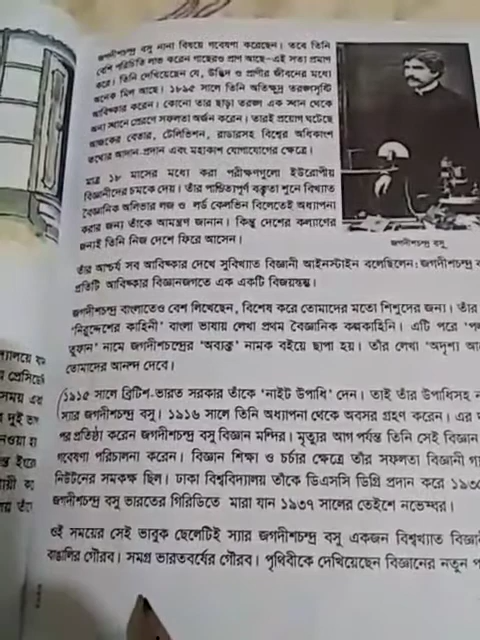 জগদীশচন্দ্র বসু নানা বিষয়ে গবেষণা করেছেন। তবে তিনি
বেশি পরিচিতি লাভ করেন গাছেরও প্রাণ আছে–এই সত্য প্রমাণ
করে। তিনি দেখিয়েছেন যে, উদ্ভিদ ও প্রাণীর জীবনের মধ্যে
অনেক মিল আছে। ১৮৯৫ সালে তিনি অতিক্ষুদ্র তরঙ্গসৃষ্টি
আবিষ্কার করেন। কোনো তার ছাড়া তরঙ্গ এক স্থান থেকে
অন্য স্থানে প্রেরণে সফলতা অর্জন করেন। তারই প্রয়োগ ঘটেছে
আজকের বেতার, টেলিভিশন, রাডারসহ বিশ্বের অধিকাংশ
তথ্যের আদান-প্রদান এবং মহাকাশ যোগাযোগের ক্ষেত্রে।
মাত্র ১৮ মাসের মধ্যে করা পরীক্ষণগুলো ইউরোপীয়
বিজ্ঞানীদের চমকে দেয়। তাঁর পাণ্ডিত্যপূর্ণ বক্তৃতা শুনে বিখ্যাত
বৈজ্ঞানিক অলিভার লজ ও লর্ড কেলভিন বিলেতেই অধ্যাপনা
করার জন্য তাঁকে আমন্ত্রণ জানান। কিন্তু দেশের কল্যাণের
জন্যই তিনি নিজ দেশে ফিরে আসেন।
জগদীশচন্দ্র বসু
তাঁর আশ্চর্য সব আবিষ্কার দেখে সুবিখ্যাত বিজ্ঞানী আইনস্টাইন বলেছিলেন: জগদীশচন্দ্র
প্রতিটি আবিষ্কার বিজ্ঞানজগতে এক একটি বিজয়স্তম্ভ।
জগদীশচন্দ্র বাংলাতেও বেশ লিখেছেন, বিশেষ করে তোমাদের মতো শিশুদের জন্য। তাঁর
'নিরুদ্দেশের কাহিনী' বাংলা ভাষায় লেখা প্রথম বৈজ্ঞানিক কল্পকাহিনি। এটি পরে
তুফান' নামে জগদীশচন্দ্রের 'অব্যক্ত' নামক বইয়ে ছাপা হয়। তাঁর লেখা 'অদৃশ্য
তোমাদের আনন্দ দেবে।
১৯১৫ সালে ব্রিটিশ-ভারত সরকার তাঁকে 'নাইট উপাধি' দেন। তাই তাঁর উপাধিসহ
স্যার জগদীশচন্দ্র বসু। ১৯১৬ সালে তিনি অধ্যাপনা থেকে অবসর গ্রহণ করেন। এর
পর প্রতিষ্ঠা করেন জগদীশচন্দ্র বসু বিজ্ঞান মন্দির। মৃত্যুর আগ পর্যন্ত তিনি সেই বিজ্ঞান
গবেষণা পরিচালনা করেন। বিজ্ঞান শিক্ষা ও চর্চার ক্ষেত্রে তাঁর সফলতা বিজ্ঞানী
নিউটনের সমকক্ষ ছিল। ঢাকা বিশ্ববিদ্যালয় তাঁকে ডিএসসি ডিগ্রি প্রদান করে
জগদীশচন্দ্র বসু ভারতের গিরিডিতে মারা যান ১৯৩৭ সালের তেইশে নভেম্বর।
ওই সময়ের সেই ভাবুক ছেলেটিই স্যার জগদীশচন্দ্র বসু একজন বিশ্বখ্যাত
বাঙালির গৌরব। সমগ্র ভারতবর্ষের গৌরব। পৃথিবীকে দেখিয়েছেন বিজ্ঞানের নতুন